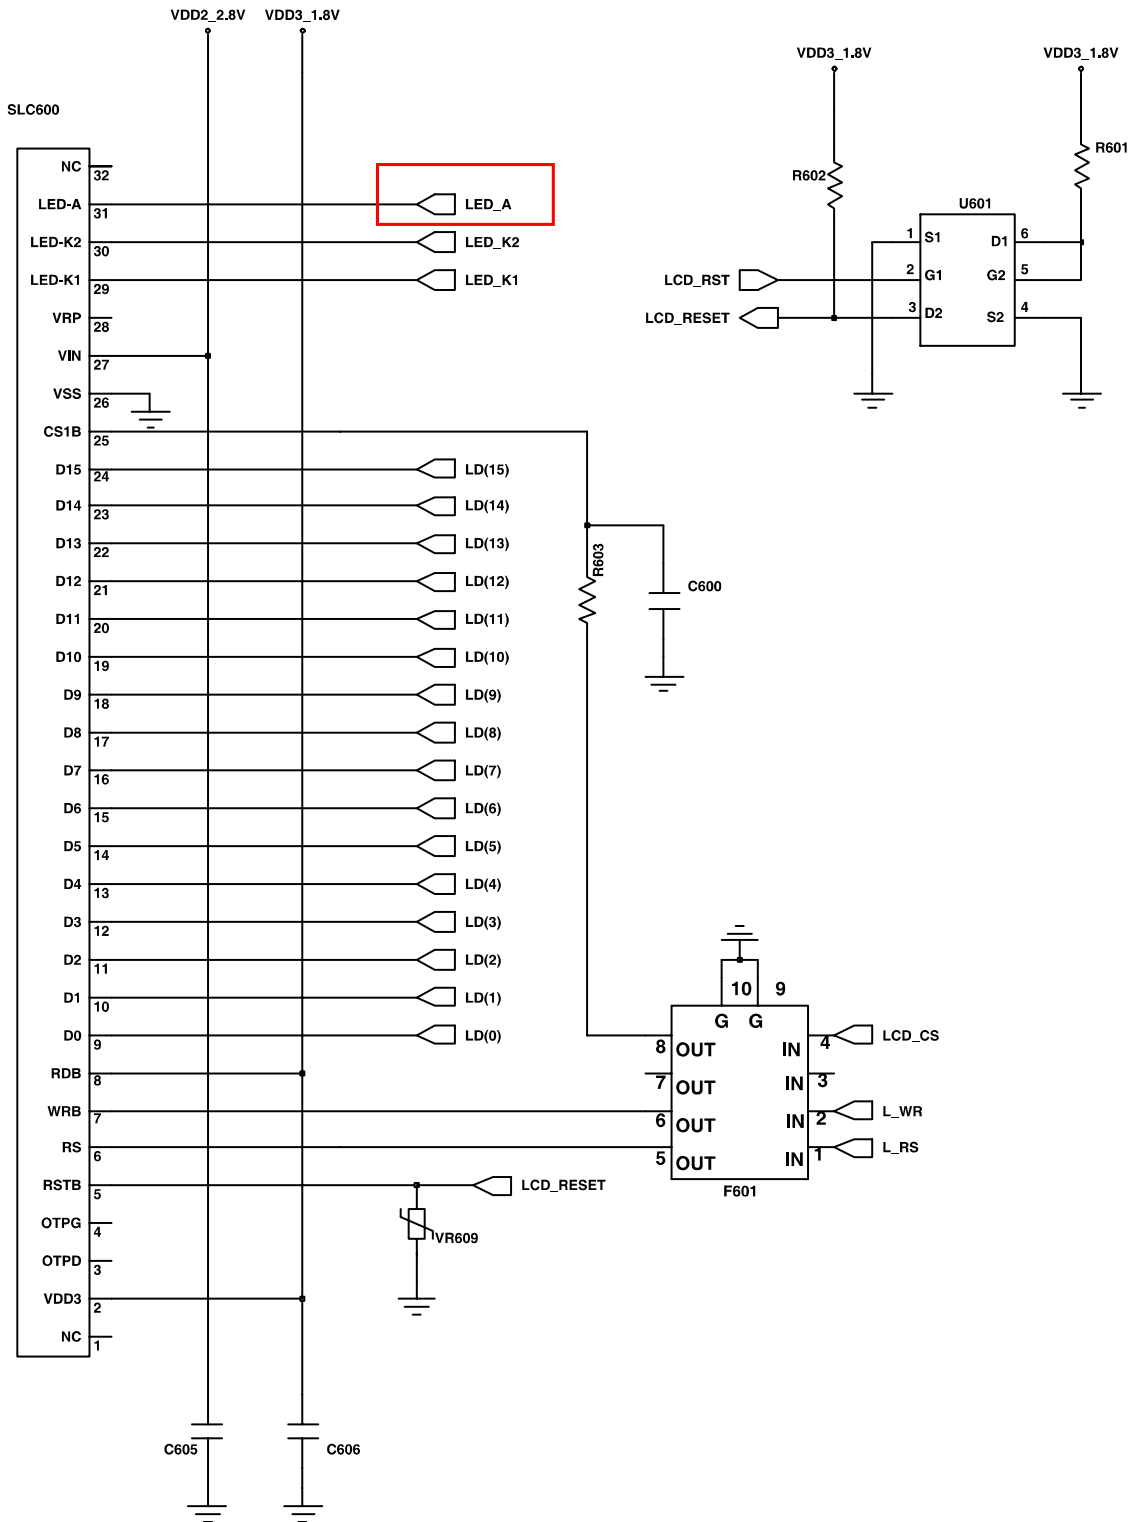 VDD2_2.8V VDD3_1.8V
VDD3_1.8V VDD3_1.8V
SLC600
R601
R602
U601
1 S1 D1 6
LCD_RST 2 G1 G2 5
LCD_RESET 3 D2 S2 4
NC 32
LED-A 31 LED_A
LED-K2 30 LED_K2
LED-K1 29 LED_K1
VRP 28
VIN 27
VSS 26
CS1B 25
D15 24 LD(15)
D14 23 LD(14)
D13 22 LD(13)
D12 21 LD(12)
D11 20 LD(11)
D10 19 LD(10)
D9 18 LD(9)
D8 17 LD(8)
D7 16 LD(7)
D6 15 LD(6)
D5 14 LD(5)
D4 13 LD(4)
D3 12 LD(3)
D2 11 LD(2)
D1 10 LD(1)
D0 9 LD(0)
RDB 8
WRB 7
RS 6
RSTB 5 LCD_RESET
OTPG 4
VR609
OTPD 3
VDD3 2
NC 1
R603
C600
10 9
G G
8 OUT IN 4 LCD_CS
7 OUT IN 3
6 OUT IN 2 L_WR
5 OUT IN 1 L_RS
F601
C605 C606